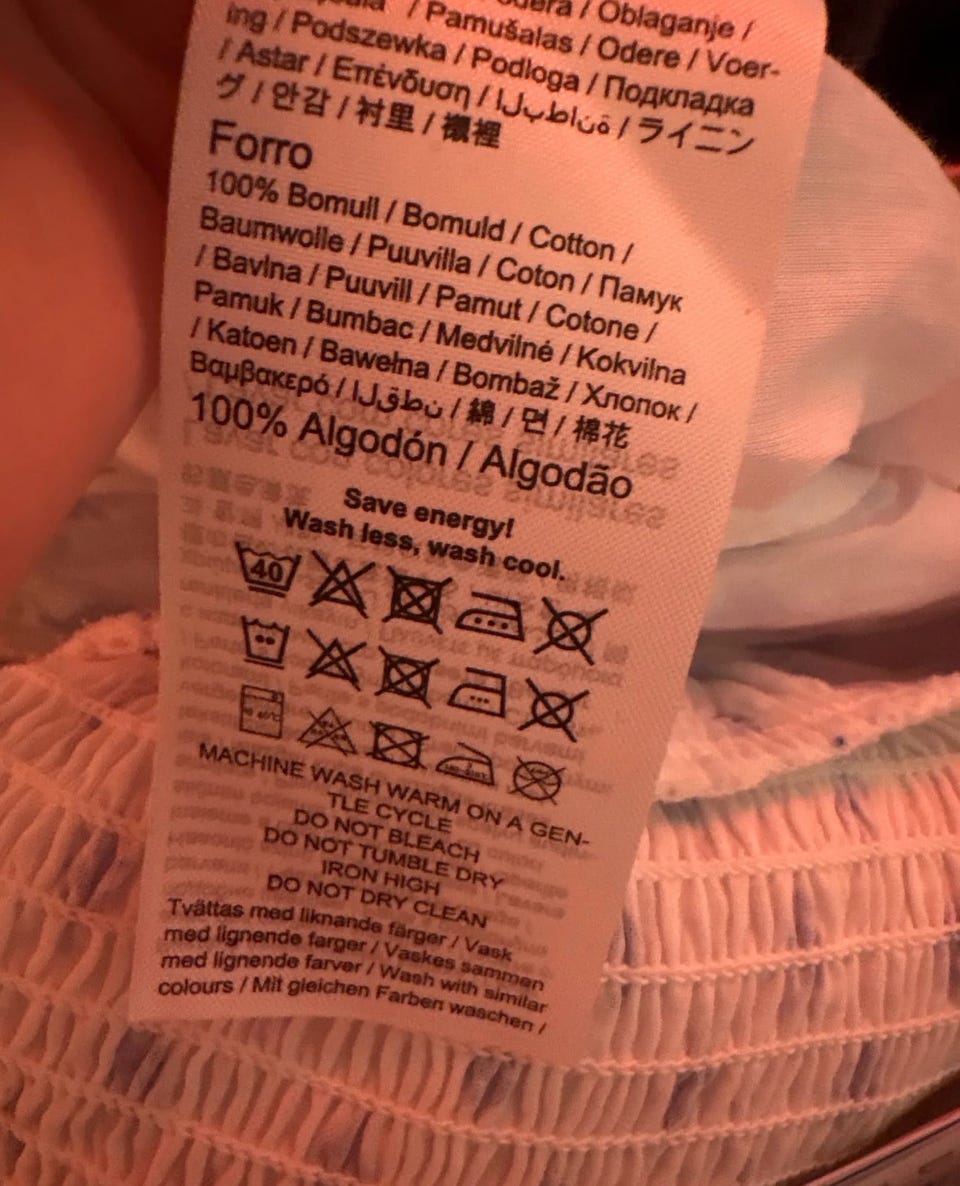 / Oblaganje /
/ Pamušalas / Odere / Voer-
ing / Podszewka / Podloga / Подкладка
/ Astar / Επένδυση / البطانة / ライニン
グ / 안감 / 衬里 / 襯裡
Forro
100% Bomull / Bomuld / Cotton /
Baumwolle / Puuvilla / Coton / Памук
/ Bavlna / Puuvill / Pamut / Cotone /
Pamuk / Bumbac / Medvilné / Kokvilna
/ Katoen / Bawełna / Bombaž / Хлопок /
Βαμβακερό / القطن / 綿 / 면 / 棉花
100% Algodón / Algodão
Save energy!
Wash less, wash cool.
40
MACHINE WASH WARM ON A GEN-
TLE CYCLE
DO NOT BLEACH
DO NOT TUMBLE DRY
IRON HIGH
DO NOT DRY CLEAN
Tvättas med liknande färger / Vask
med lignende farger / Vaskes sammen
med lignende farver / Wash with similar
colours / Mit gleichen Farben waschen /